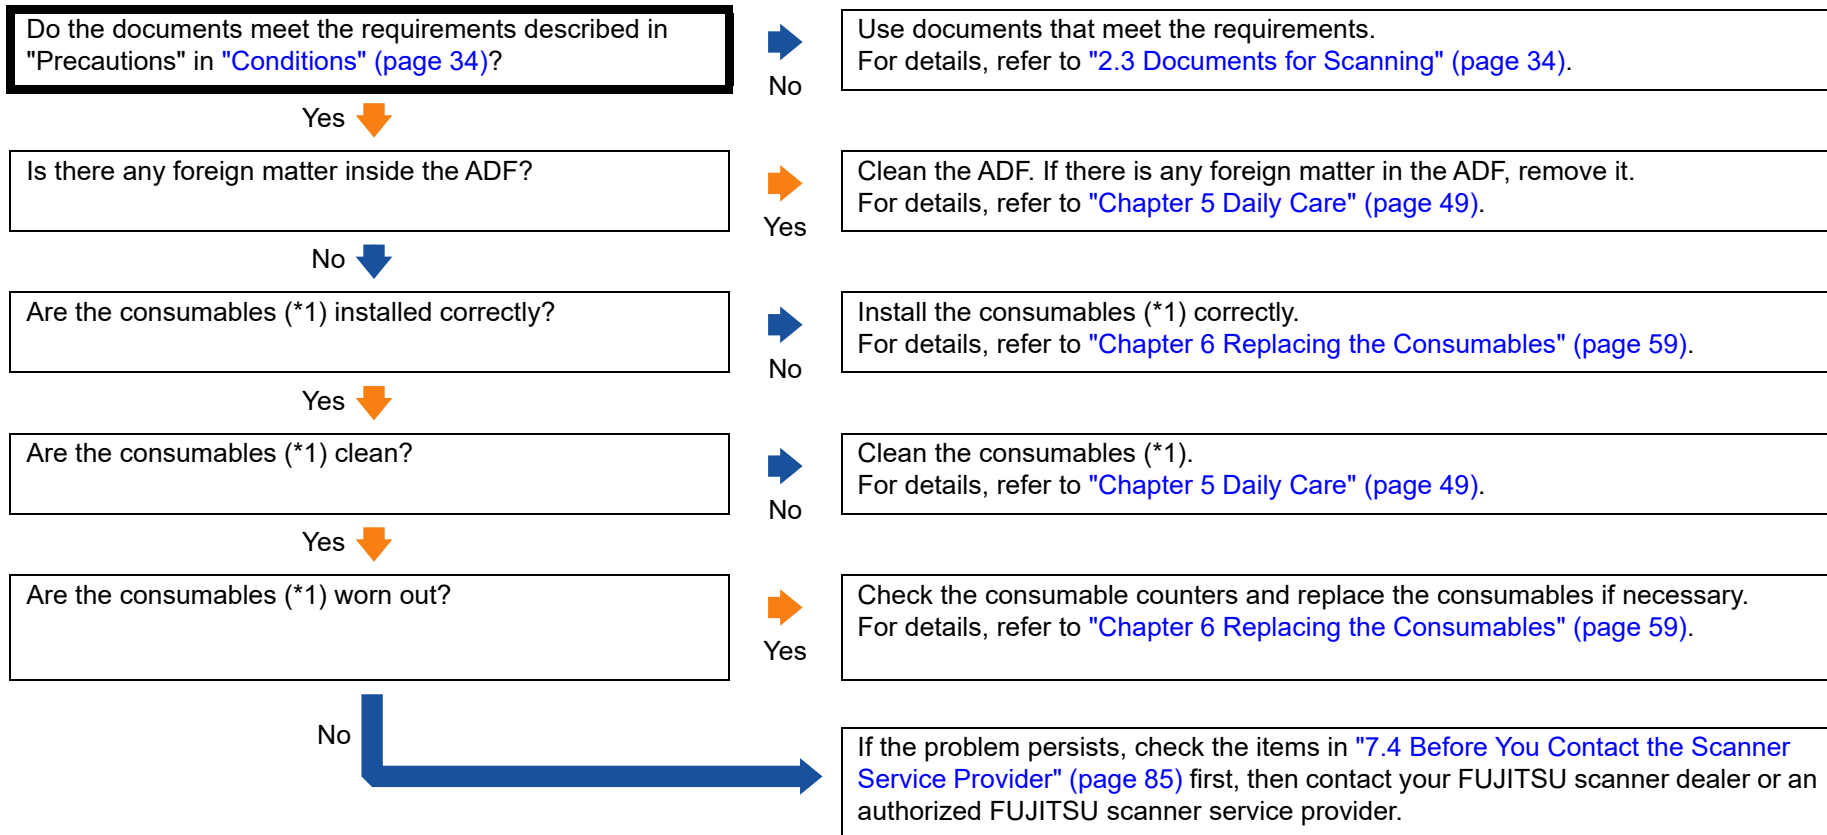 Do the documents meet the requirements described in
"Precautions" in "Conditions" (page 34)?
No
Use documents that meet the requirements.
For details, refer to "2.3 Documents for Scanning" (page 34).
Yes
Is there any foreign matter inside the ADF?
Yes
Clean the ADF. If there is any foreign matter in the ADF, remove it.
For details, refer to "Chapter 5 Daily Care" (page 49).
No
Are the consumables (*1) installed correctly?
No
Install the consumables (*1) correctly.
For details, refer to "Chapter 6 Replacing the Consumables" (page 59).
Yes
Are the consumables (*1) clean?
No
Clean the consumables (*1).
For details, refer to "Chapter 5 Daily Care" (page 49).
Yes
Are the consumables (*1) worn out?
Yes
Check the consumable counters and replace the consumables if necessary.
For details, refer to "Chapter 6 Replacing the Consumables" (page 59).
No
If the problem persists, check the items in "7.4 Before You Contact the Scanner
Service Provider" (page 85) first, then contact your FUJITSU scanner dealer or an
authorized FUJITSU scanner service provider.